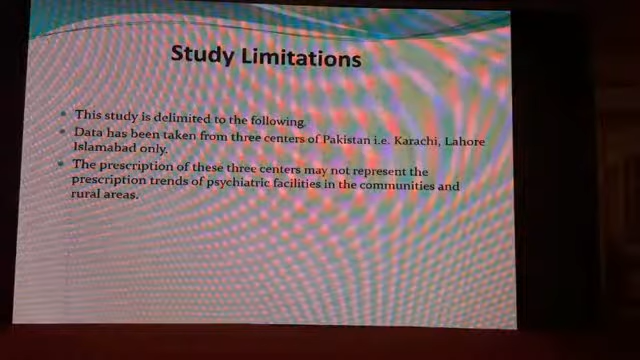 Study Limitations
This study is delimited to the following.
Data has been taken from three centers of Pakistan i.e. Karachi, Lahore
Islamabad only.
The prescription of these three centers may not represent the
prescription trends of psychiatric facilities in the communities and
rural areas.